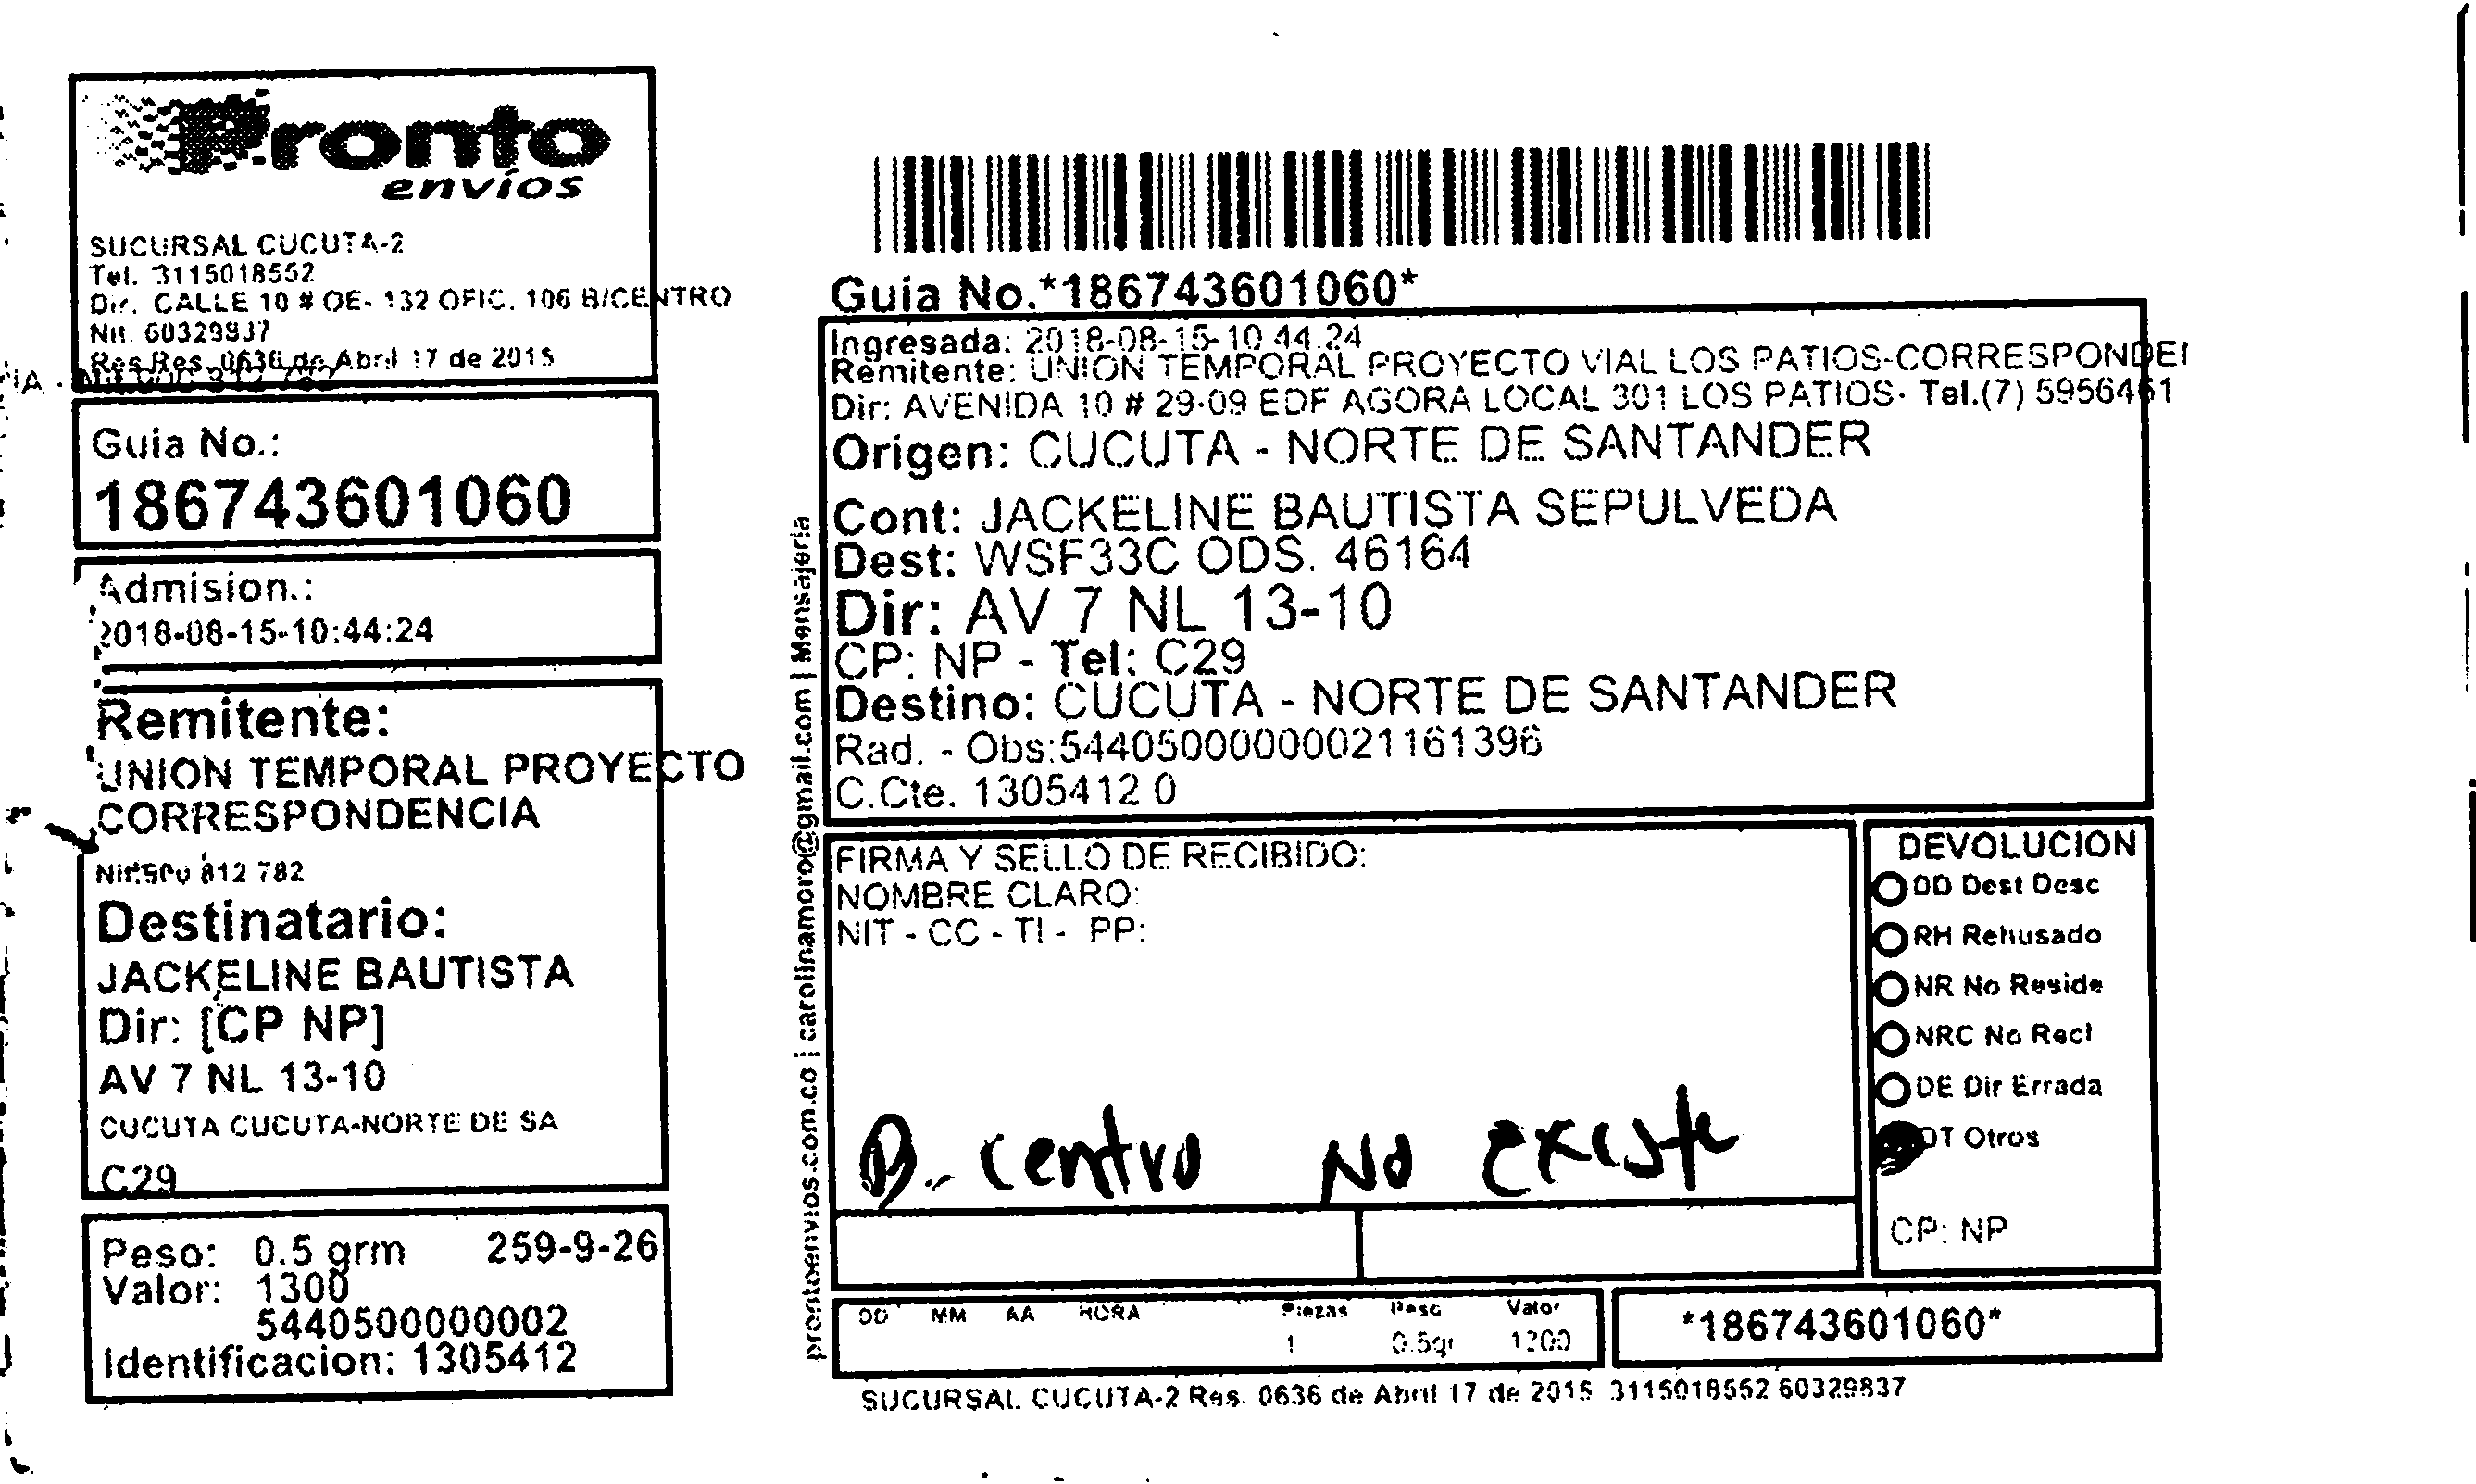 Pronto
envíos
SUCURSAL CUCUTA-2
Tel. 3115018552
Dir. CALLE 10 # OE- 132 OFIC. 106 B/CENTRO
Nit. 60329837
Res Res. 0636 de Abril 17 de 2015
Guia No.:
186743601060
Admision.:
2018-08-15-10:44:24
Remitente:
UNION TEMPORAL PROYECTO
CORRESPONDENCIA
812 782
Destinatario:
JACKELINE BAUTISTA
Dir: [CP NP]
AV 7 NL 13-10
CUCUTA CUCUTA-NORTE DE SA
C29
Peso: 0.5 grm 259-9-26
Valor: 1300
5440500000002
Identificacion: 1305412
prontoenvios.com.co | carolinamoro@gmail.com | Mensajeria
Guia No.*186743601060*
Ingresada: 2018-08-15-10 44.24
Remitente: UNION TEMPORAL PROYECTO VIAL LOS PATIOS-CORRESPONDEI
Dir: AVENIDA 10 # 29-09 EDF AGORA LOCAL 301 LOS PATIOS- Tel.(7) 5956461
Origen: CUCUTA - NORTE DE SANTANDER
Cont: JACKELINE BAUTISTA SEPULVEDA
Dest: WSF33C ODS. 46164
Dir: AV 7 NL 13-10
CP: NP - Tel: C29
Destino: CUCUTA - NORTE DE SANTANDER
Rad. - Obs:544050000000021161396
C.Cte. 1305412 0
FIRMA Y SELLO DE RECIBIDO:
NOMBRE CLARO:
NIT - CC - TI - PP:
B. centro No existe
DEVOLUCION
DD Dest Desc
RH Rehusado
NR No Reside
NRC No Recl
DE Dir Errada
OT Otros
CP: NP
DD MM AA HORA Piezas Peso Valor
1 0.5gr 1300
*186743601060*
SUCURSAL CUCUTA-2 Res. 0636 de Abril 17 de 2015 3115018552 60329837